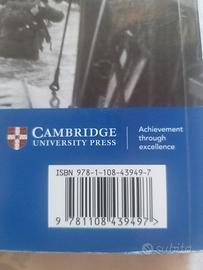 CAMBRIDGE
UNIVERSITY PRESS
Achievement
through
excellence
ISBN 978-1-108-43949-7
9 781108 439497 >
subito